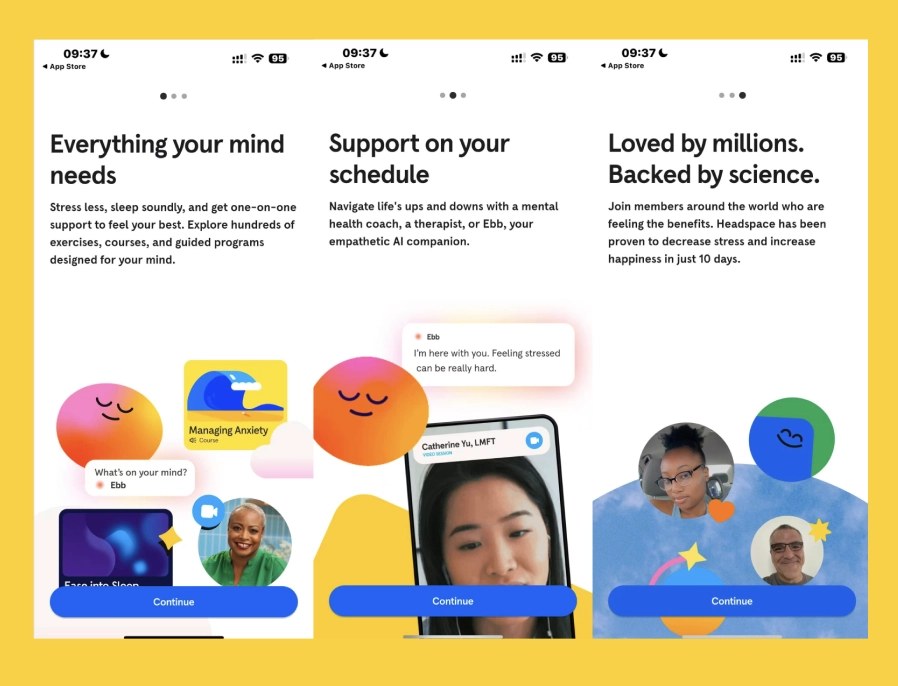 09:37
95
◀ App Store
Everything your mind
needs
Stress less, sleep soundly, and get one-on-one
support to feel your best. Explore hundreds of
exercises, courses, and guided programs
designed for your mind.
Managing Anxiety
Course
What's on your mind?
Ebb
Ease into Sleep
Continue
09:37
95
◀ App Store
Support on your
schedule
Navigate life's ups and downs with a mental
health coach, a therapist, or Ebb, your
empathetic AI companion.
Ebb
I'm here with you. Feeling stressed
can be really hard.
Catherine Yu, LMFT
VIDEO SESSION
Continue
09:37
95
◀ App Store
Loved by millions.
Backed by science.
Join members around the world who are
feeling the benefits. Headspace has been
proven to decrease stress and increase
happiness in just 10 days.
Continue